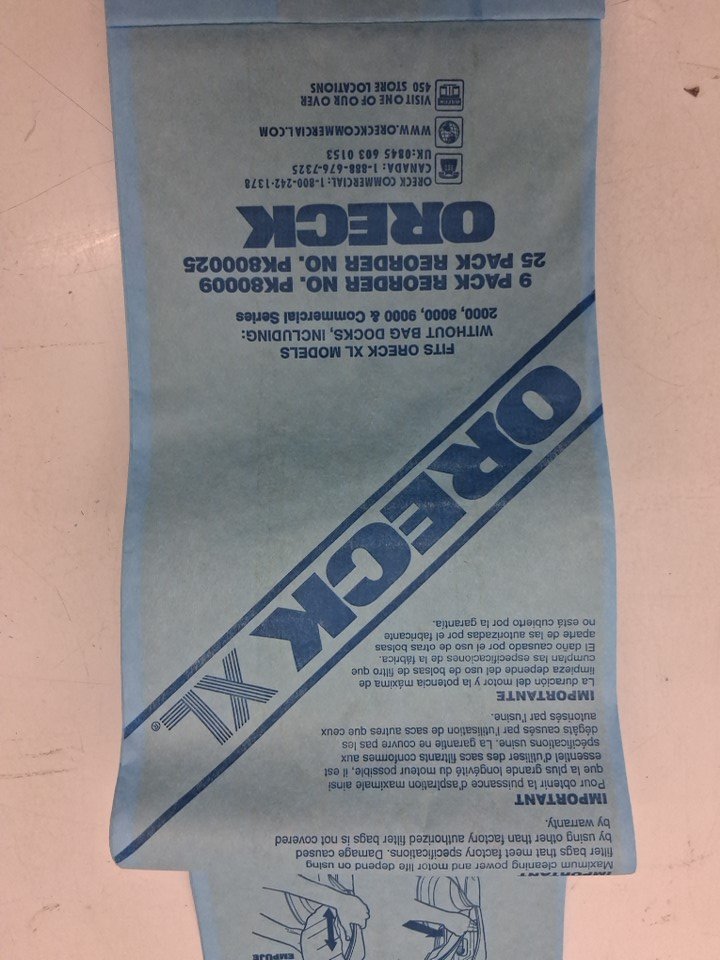 EMPUJE
IMPORTANT
Maximum cleaning power and motor life depend on using
filter bags that meet factory specifications. Damage caused
by using other than factory authorized filter bags is not covered
by warranty.
IMPORTANT
Pour obtenir la puissance d'aspiration maximale ainsi
que la plus grande longévité du moteur possible, il est
essentiel d'utiliser des sacs filtrants conformes aux
spécifications usine. La garantie ne couvre pas les
dégâts causés par l'utilisation de sacs autres que ceux
autorisés par l'usine.
IMPORTANTE
La duración del motor y la potencia máxima de
limpieza depende del uso de bolsas de filtro que
cumplan las especificaciones de la fábrica.
El daño causado por el uso de otras bolsas
aparte de las autorizadas por el fabricante
no está cubierto por la garantía.
ORECK XL®
FITS ORECK XL MODELS
WITHOUT BAG DOCKS, INCLUDING:
2000, 8000, 9000 & Commercial Series
9 PACK REORDER NO. PK80009
25 PACK REORDER NO. PK800025
ORECK
ORECK COMMERCIAL: 1-800-242-1378
CANADA: 1-888-676-7325
UK:0845 603 0153
WWW.ORECKCOMMERCIAL.COM
VISIT ONE OF OUR OVER
450 STORE LOCATIONS